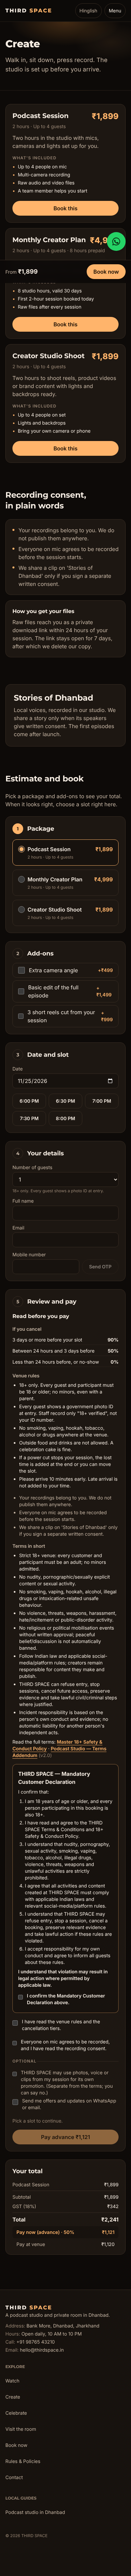 THIRD SPACE
Hinglish
Menu
Create
Walk in, sit down, press record. The
studio is set up before you arrive.
Podcast Session
₹1,899
2 hours · Up to 4 guests
Two hours in the studio with mics,
cameras and lights set up for you.
WHAT'S INCLUDED
• Up to 4 people on mic
• Multi-camera recording
• Raw audio and video files
• A team member helps you start
Book this
Monthly Creator Plan
2 hours · Up to 4 guests · 6 hours prepaid
From ₹1,899
Book now
• 8 studio hours, valid 30 days
• First 2-hour session booked today
• Raw files after every session
Book this
Creator Studio Shoot
₹1,899
2 hours · Up to 4 guests
Two hours to shoot reels, product videos
or brand content with lights and
backdrops ready.
WHAT'S INCLUDED
• Up to 4 people on set
• Lights and backdrops
• Bring your own camera or phone
Book this
Recording consent,
in plain words
• Your recordings belong to you. We do
not publish them anywhere.
• Everyone on mic agrees to be recorded
before the session starts.
• We share a clip on 'Stories of
Dhanbad' only if you sign a separate
written consent.
How you get your files
Raw files reach you as a private
download link within 24 hours of your
session. The link stays open for 7 days,
after which we delete our copy.
Stories of Dhanbad
Local voices, recorded in our studio. We
share a story only when its speaker signs
a written consent. The first episodes
come after launch.
Estimate and book
Pick a package and add-ons to see your total.
When it looks right, choose a slot right here.
1 Package
Podcast Session
₹1,899
2 hours · Up to 4 guests
Monthly Creator Plan
₹4,999
2 hours · Up to 4 guests
Creator Studio Shoot
₹1,899
2 hours · Up to 4 guests
2 Add-ons
Extra camera angle
+₹499
Basic edit of the full
episode
+
₹1,499
3 short reels cut from your
session
+
₹999
3 Date and slot
Date
11/25/2026
6:00 PM
6:30 PM
7:00 PM
7:30 PM
8:00 PM
4 Your details
Number of guests
1
18+ only. Every guest shows a photo ID at entry.
Full name
Email
Mobile number
Send OTP
5 Review and pay
Read before you pay
If you cancel
3 days or more before your slot
90%
Between 24 hours and 3 days before
50%
Less than 24 hours before, or no-show
0%
Venue rules
• 18+ only. Every guest and participant must
be 18 or older; no minors, even with a
parent.
• Every guest shows a government photo ID
at entry. Staff record only "18+ verified", not
your ID number.
• No smoking, vaping, hookah, tobacco,
alcohol or drugs anywhere at the venue.
• Outside food and drinks are not allowed. A
celebration cake is fine.
• If a power cut stops your session, the lost
time is added at the end or you can move
the slot.
• Please arrive 10 minutes early. Late arrival is
not added to your time.
• Your recordings belong to you. We do not
publish them anywhere.
• Everyone on mic agrees to be recorded
before the session starts.
• We share a clip on 'Stories of Dhanbad' only
if you sign a separate written consent.
Terms in short
• Strict 18+ venue: every customer and
participant must be an adult; no minors
admitted.
• No nudity, pornography, sexually explicit
content or sexual activity.
• No smoking, vaping, tobacco, alcohol, illegal
drugs or intoxication-related unsafe
behaviour.
• No violence, threats, weapons, harassment,
hate/incitement or disorder-prone activity.
• No religious or political mobilisation events
without written approval; peaceful
belief/discussion is not banned by itself.
• Follow Indian law and applicable social-
media/platform rules; creators remain
responsible for content they make or
publish.
• THIRD SPACE can refuse entry, stop
sessions, cancel future access, preserve
evidence and take lawful civil/criminal action
where justified.
• Incident responsibility is based on actual
conduct/role and law; there is no
automatic liability for another person's
independent acts.
Read the full terms: Master 18+ Safety &
Conduct Policy · Podcast Studio — Terms
Addendum (v2.0)
THIRD SPACE — Mandatory
Customer Declaration
I confirm that:
1. I am 18 years of age or older, and every
person participating in this booking is
also 18+.
2. I have read and agree to the THIRD
SPACE Terms & Conditions and 18+
Safety & Conduct Policy.
3. I understand that nudity, pornography,
sexual activity, smoking, vaping,
tobacco, alcohol, illegal drugs,
violence, threats, weapons and
unlawful activities are strictly
prohibited.
4. I agree that all activities and content
created at THIRD SPACE must comply
with applicable Indian laws and
relevant social-media/platform rules.
5. I understand that THIRD SPACE may
refuse entry, stop a session, cancel a
booking, preserve relevant records and
take lawful action if these rules are
violated.
6. I accept responsibility for my own
conduct and agree to inform all guests
about these rules.
I understand that violation may result in
legal action where permitted by
applicable law.
I confirm the Mandatory Customer
Declaration above.
I have read the venue rules and the
cancellation tiers.
Everyone on mic agrees to be recorded,
and I have read the recording consent.
OPTIONAL
THIRD SPACE may use photos, voice or
clips from my session for its own
promotion. (Separate from the terms; you
can say no.)
Send me offers and updates on WhatsApp
or email.
Pick a slot to continue.
Pay advance ₹1,121
Your total
Podcast Session
₹1,899
Subtotal
₹1,899
GST (18%)
₹342
Total
₹2,241
Pay now (advance) · 50%
₹1,121
Pay at venue
₹1,120
THIRD SPACE
A podcast studio and private room in Dhanbad.
Address: Bank More, Dhanbad, Jharkhand
Hours: Open daily, 10 AM to 10 PM
Call: +91 98765 43210
Email: hello@thirdspace.in
EXPLORE
Watch
Create
Celebrate
Visit the room
Book now
Rules & Policies
Contact
LOCAL GUIDES
Podcast studio in Dhanbad
© 2026 THIRD SPACE